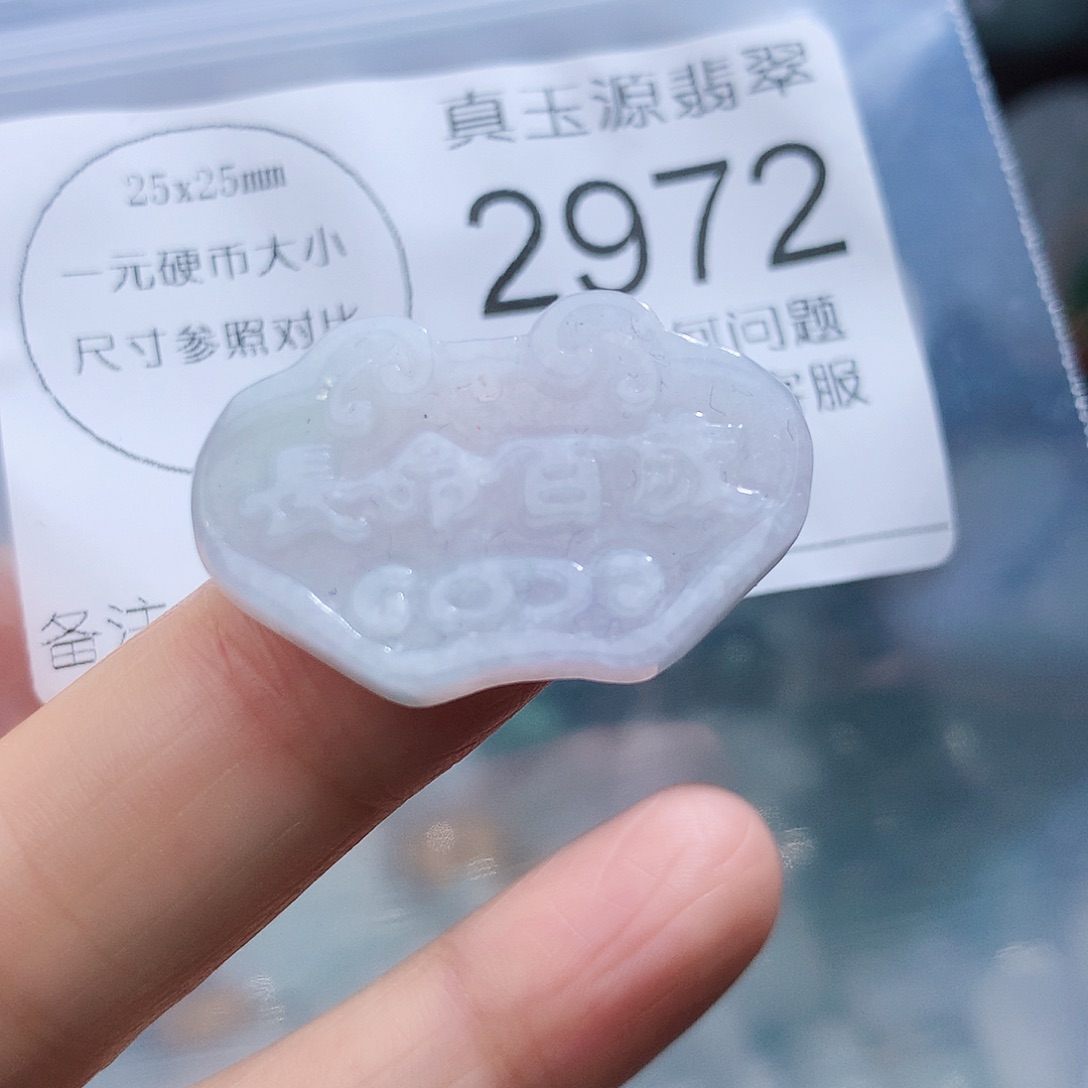 真玉源翡翠
2972
25x25mm
一元硬币大小
尺寸参照对比
何问题
客服
长命百岁
备注